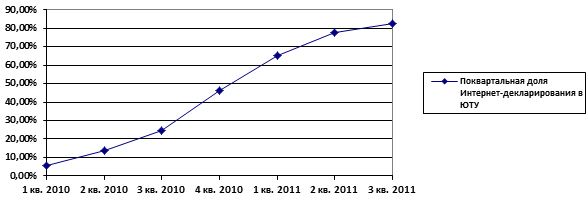 90,00%
80,00%
70,00%
60,00%
50,00%
40,00%
30,00%
20,00%
10,00%
0,00%
1 кв. 2010 2 кв. 2010 3 кв. 2010 4 кв. 2010 1 кв. 2011 2 кв. 2011 3 кв. 2011
Поквартальная доля
Интернет-декларирования в
ЮТУ